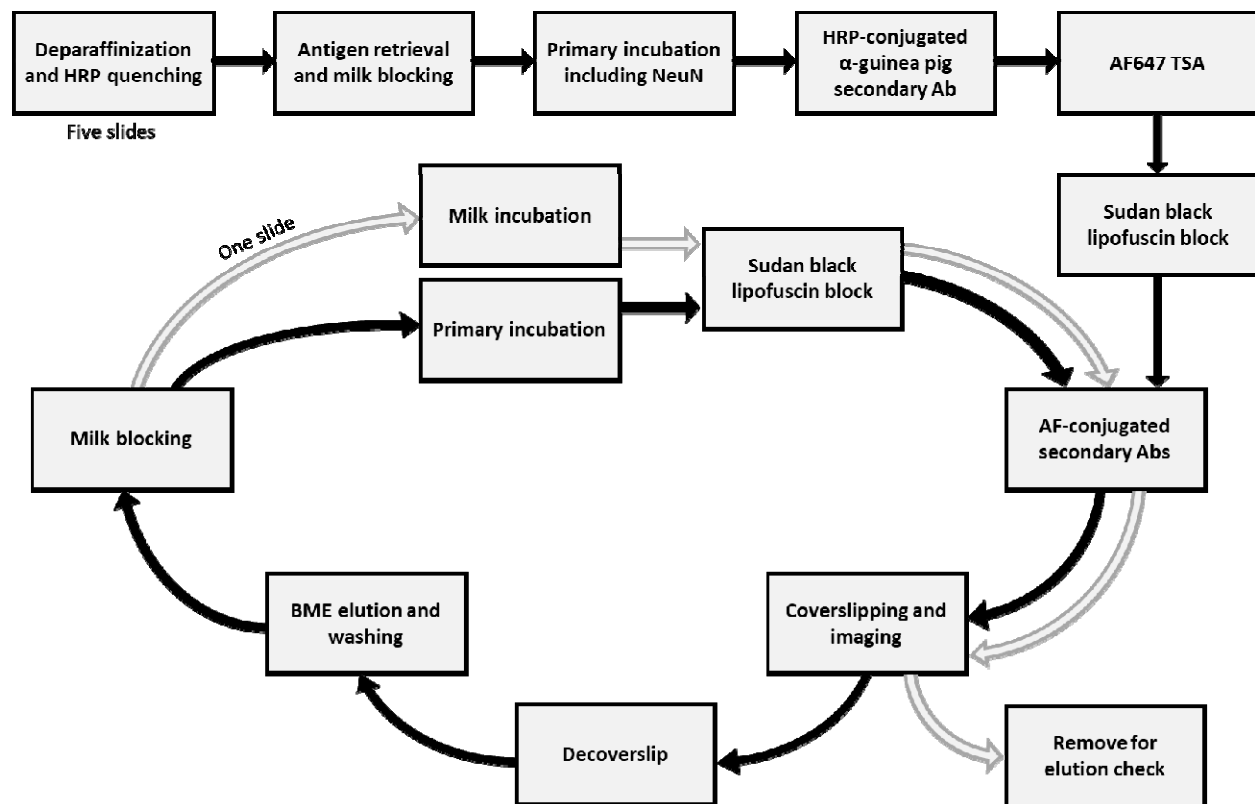 Deparaffinization
and HRP quenching
Antigen retrieval
and milk blocking
Primary incubation
including NeuN
HRP-conjugated
α-guinea pig
secondary Ab
AF647 TSA
Five slides
Sudan black
lipofuscin block
One slide
Milk incubation
Sudan black
lipofuscin block
Primary incubation
Milk blocking
AF-conjugated
secondary Abs
BME elution and
washing
Coverslipping and
imaging
Decoverslip
Remove for
elution check